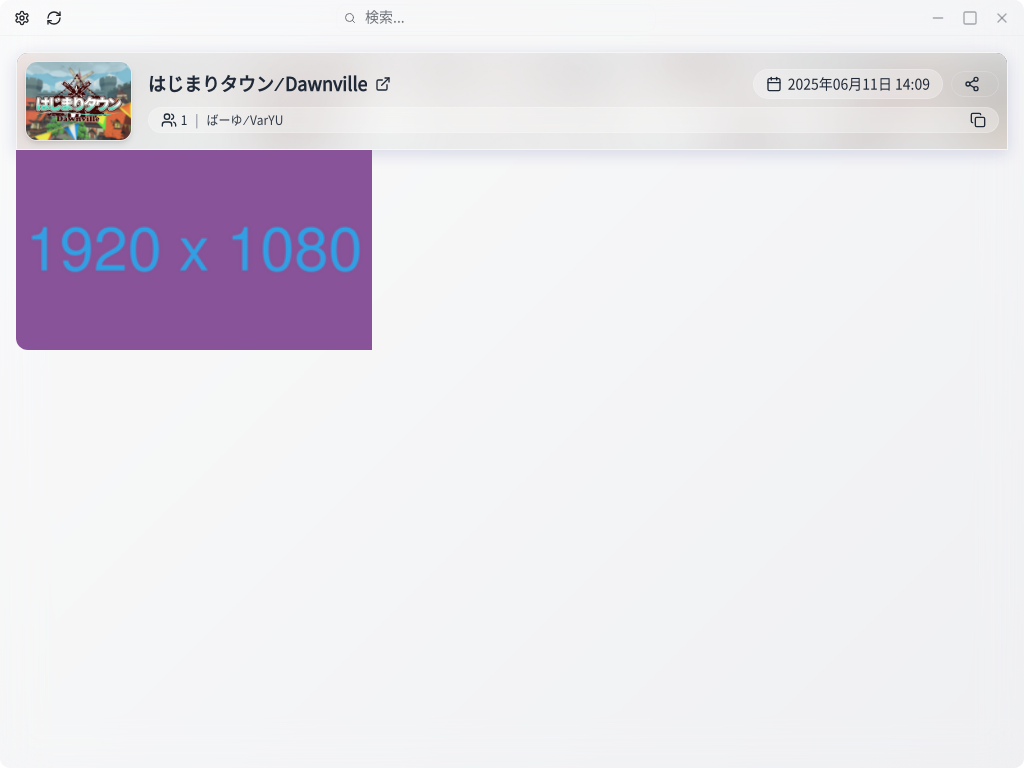 検索...
はじまりタウン/Dawnville
2025年06月11日 14:09
はじまりタウン
Dawnville
1 | ばーゆ/VarYU
1920 x 1080